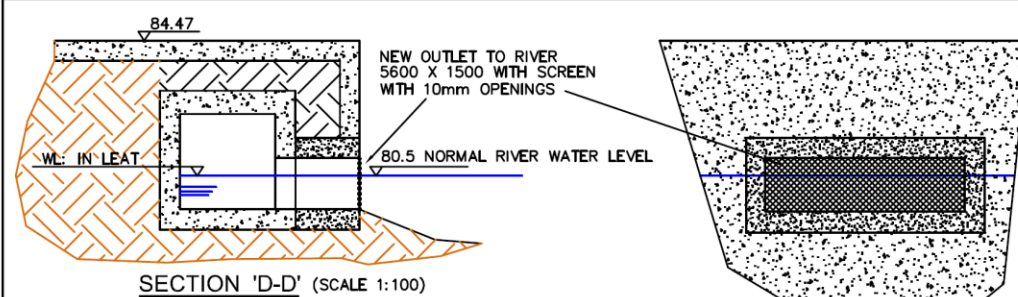 84.47
NEW OUTLET TO RIVER
5600 X 1500 WITH SCREEN
WITH 10mm OPENINGS
WL: IN LEAT
80.5 NORMAL RIVER WATER LEVEL
SECTION 'D-D' (SCALE 1:100)